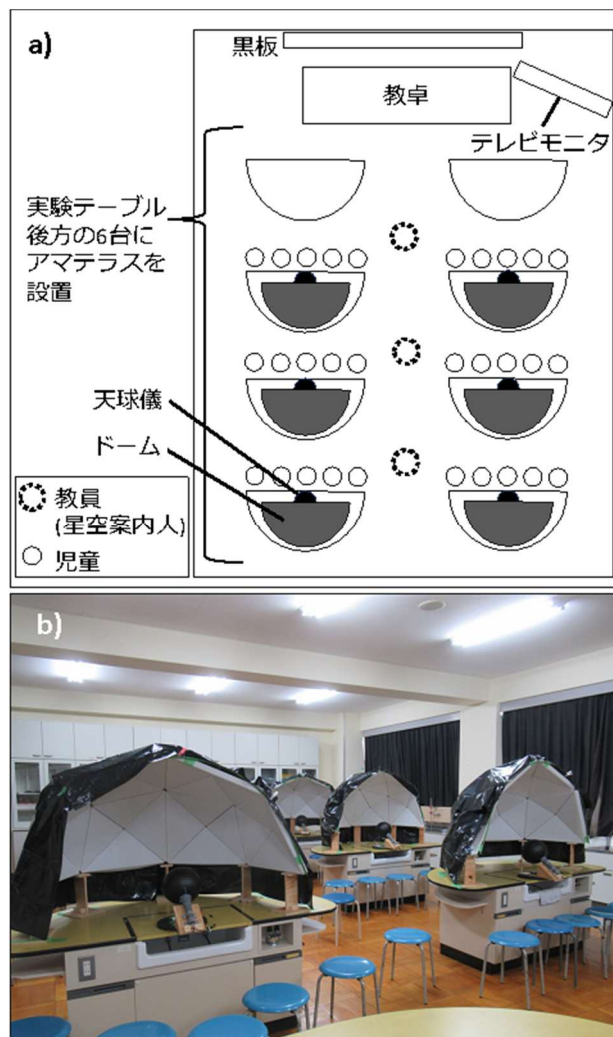 a)
黒板
教卓
テレビモニタ
実験テーブル
後方の6台に
アマテラスを
設置
天球儀
ドーム
教員
(星空案内人)
児童
b)